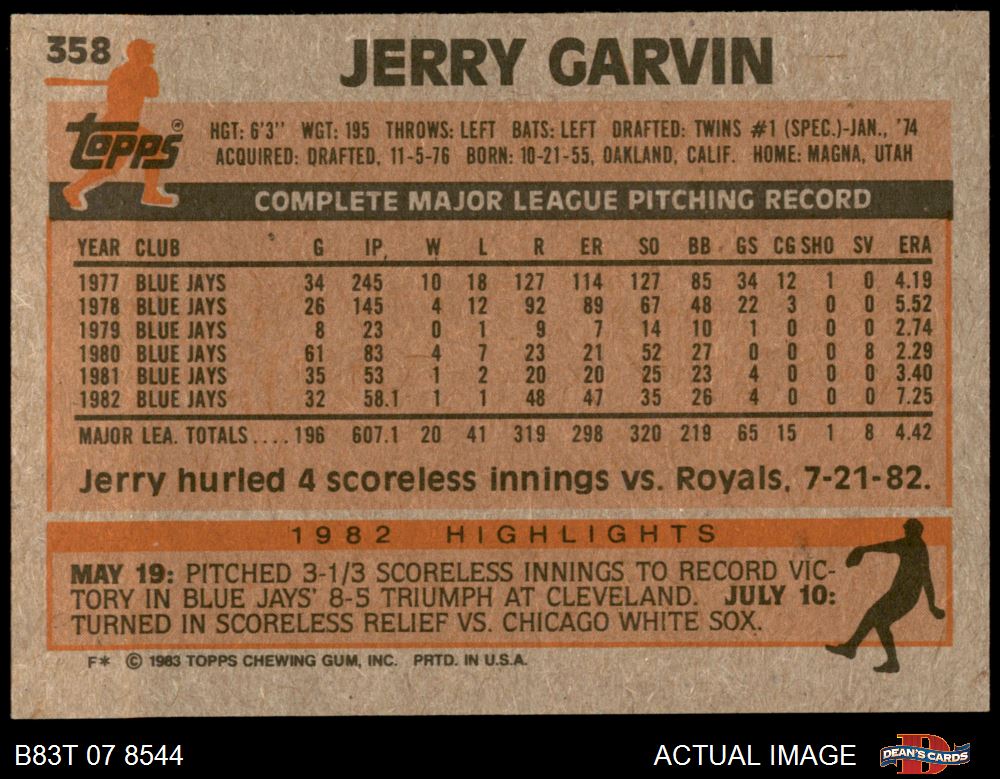 358
JERRY GARVIN
topps®
HGT: 6'3" WGT: 195 THROWS: LEFT BATS: LEFT DRAFTED: TWINS #1 (SPEC.)-JAN., '74
ACQUIRED: DRAFTED, 11-5-76 BORN: 10-21-55, OAKLAND, CALIF. HOME: MAGNA, UTAH
COMPLETE MAJOR LEAGUE PITCHING RECORD
YEAR CLUB G IP, W L R ER SO BB GS CG SHO SV ERA
1977 BLUE JAYS 34 245 10 18 127 114 127 85 34 12 1 0 4.19
1978 BLUE JAYS 26 145 4 12 92 89 67 48 22 3 0 0 5.52
1979 BLUE JAYS 8 23 0 1 9 7 14 10 1 0 0 0 2.74
1980 BLUE JAYS 61 83 4 7 23 21 52 27 0 0 0 8 2.29
1981 BLUE JAYS 35 53 1 2 20 20 25 23 4 0 0 0 3.40
1982 BLUE JAYS 32 58.1 1 1 48 47 35 26 4 0 0 0 7.25
MAJOR LEA. TOTALS.... 196 607.1 20 41 319 298 320 219 65 15 1 8 4.42
Jerry hurled 4 scoreless innings vs. Royals, 7-21-82.
1982 HIGHLIGHTS
MAY 19: PITCHED 3-1/3 SCORELESS INNINGS TO RECORD VIC-
TORY IN BLUE JAYS' 8-5 TRIUMPH AT CLEVELAND. JULY 10:
TURNED IN SCORELESS RELIEF VS. CHICAGO WHITE SOX.
F* © 1983 TOPPS CHEWING GUM, INC. PRTD. IN U.S.A.
B83T 07 8544
ACTUAL IMAGE
DEAN'S CARDS